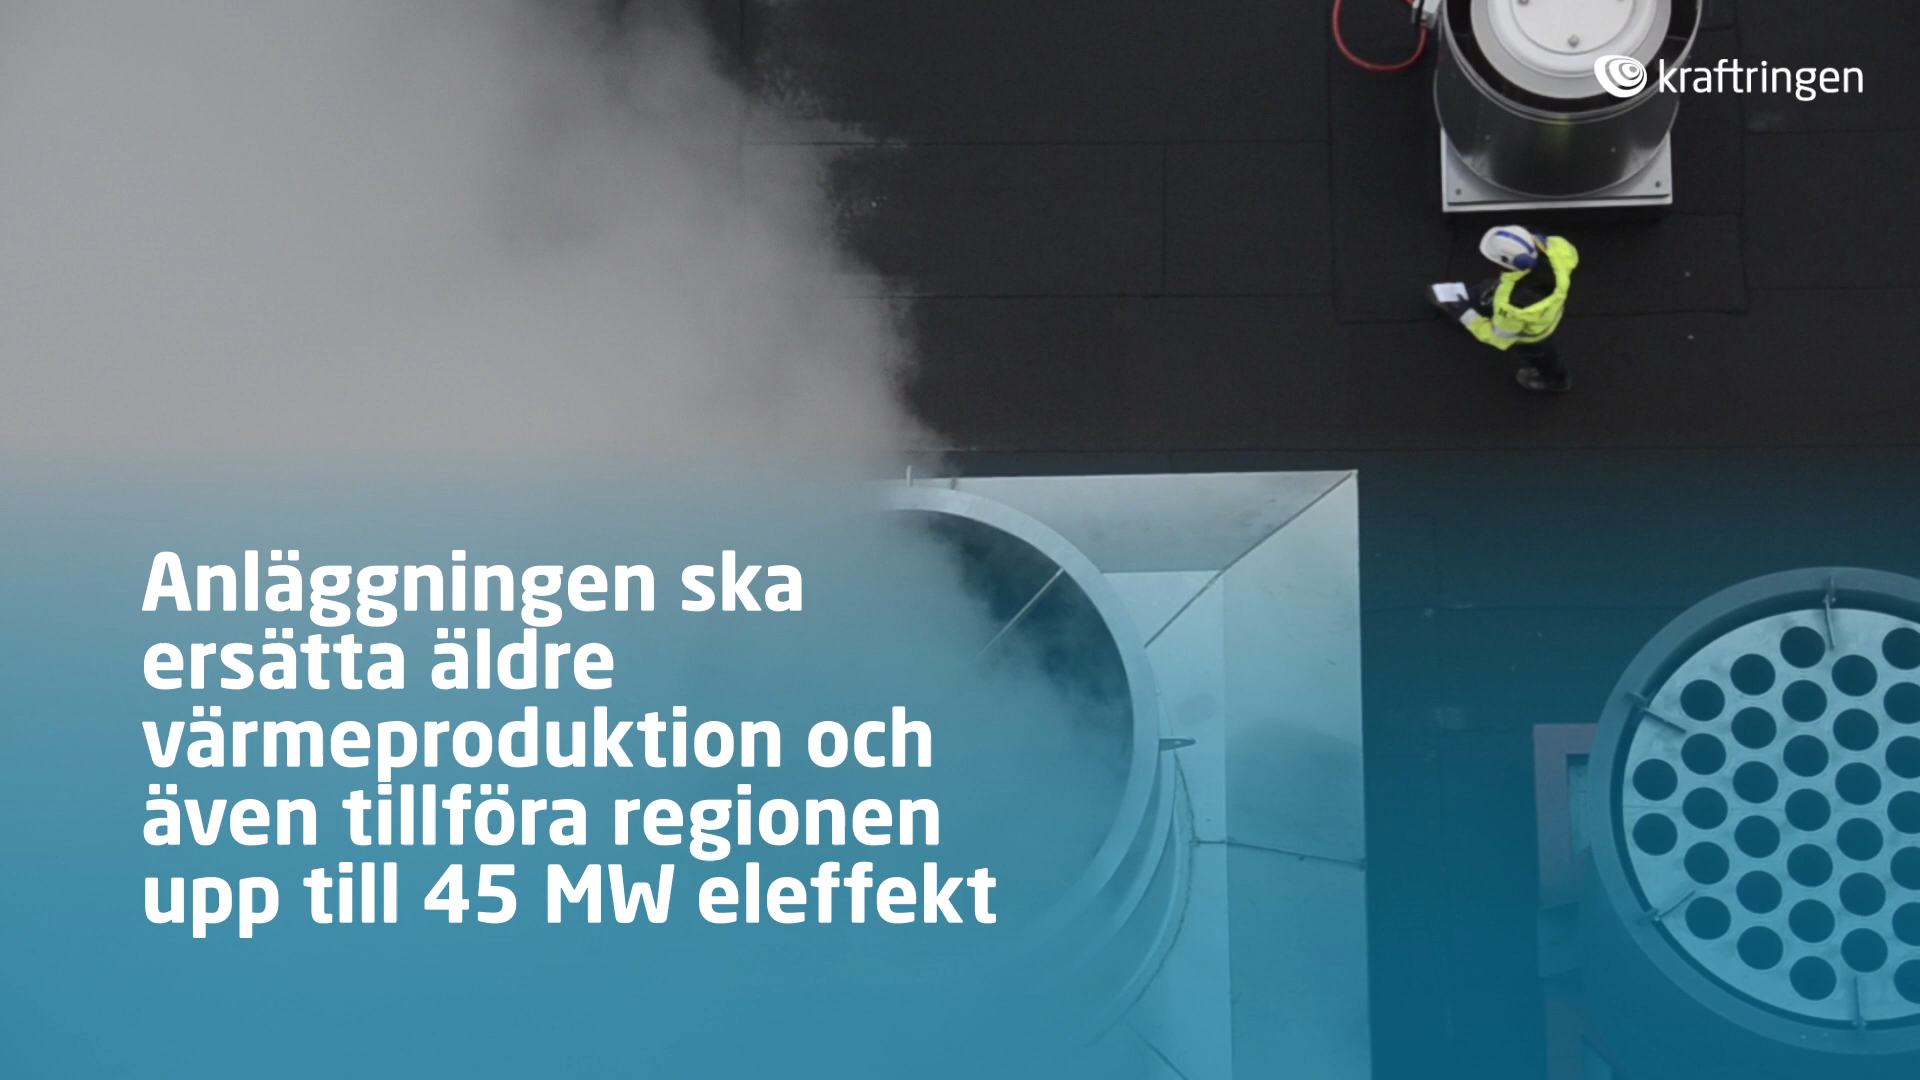 kraftringen
Anläggningen ska
ersätta äldre
värmeproduktion och
även tillföra regionen
upp till 45 MW eleffekt